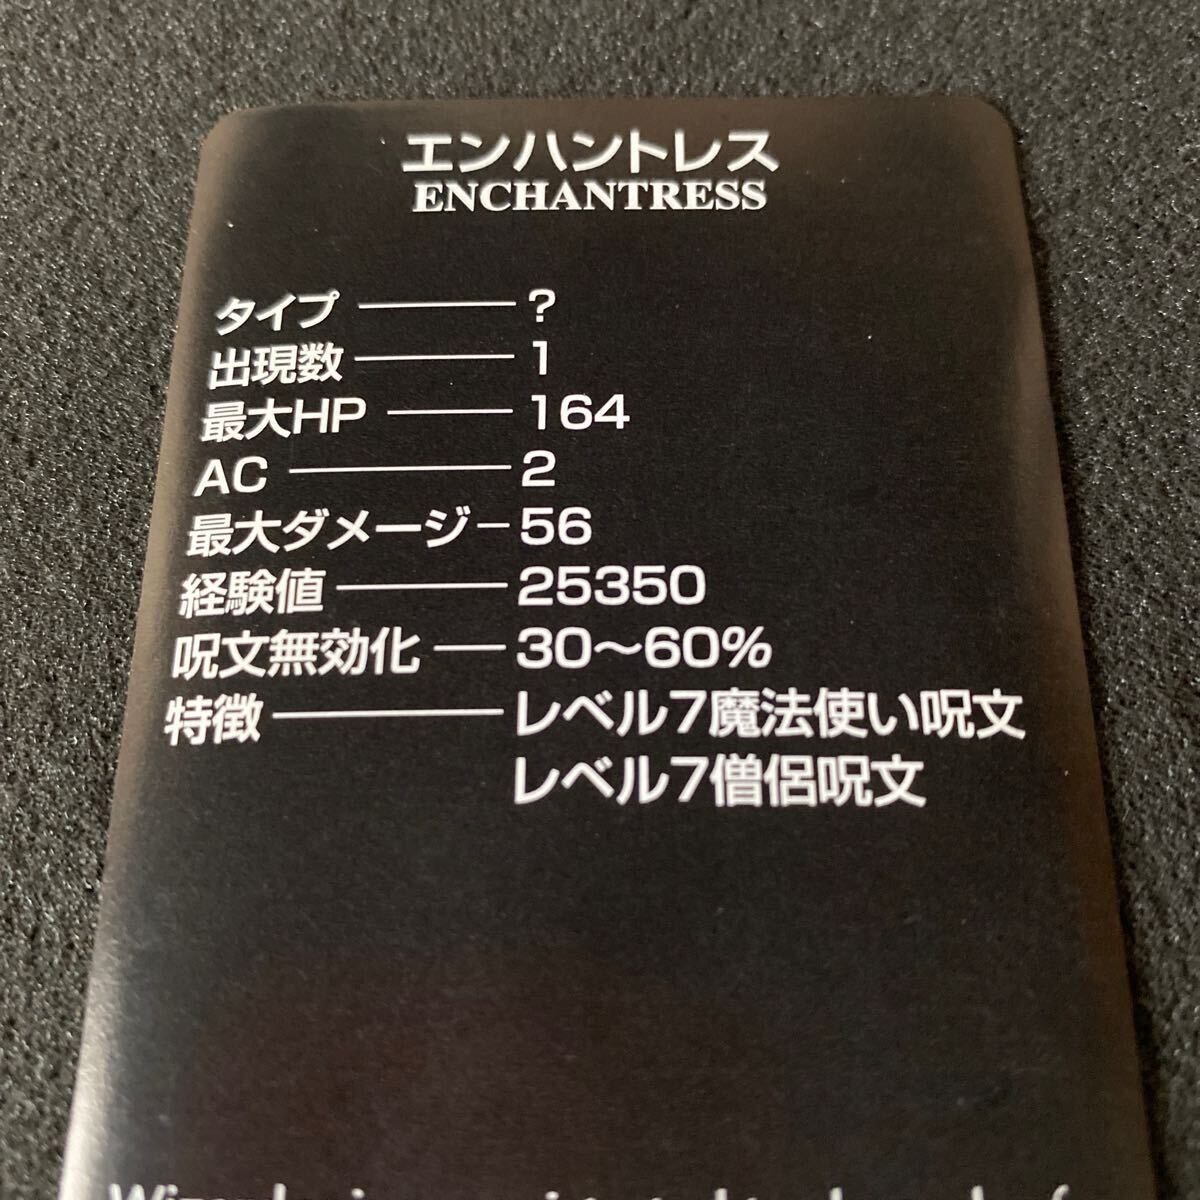 エンハントレス
ENCHANTRESS
タイプ ? 
出現数 1
最大HP 164
AC 2
最大ダメージ 56
経験値 25350
呪文無効化 30～60%
特徴 レベル7魔法使い呪文
レベル7僧侶呪文